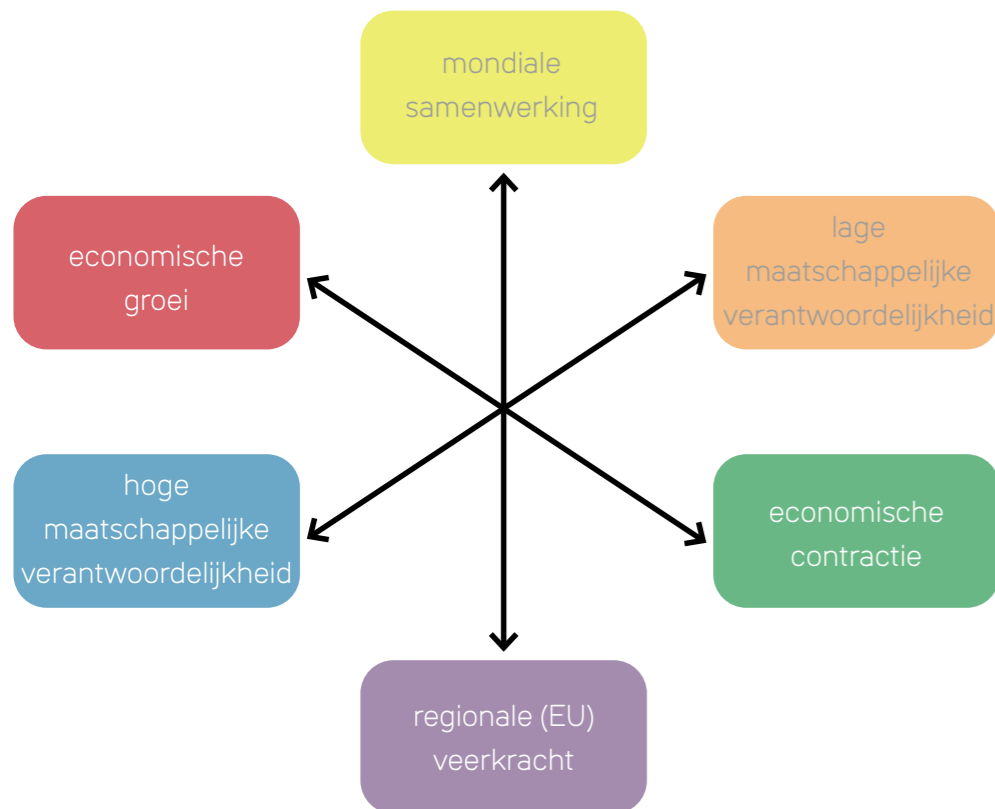 mondiale
samenwerking
economische
groei
lage
maatschappelijke
verantwoordelijkheid
hoge
maatschappelijke
verantwoordelijkheid
economische
contractie
regionale (EU)
veerkracht